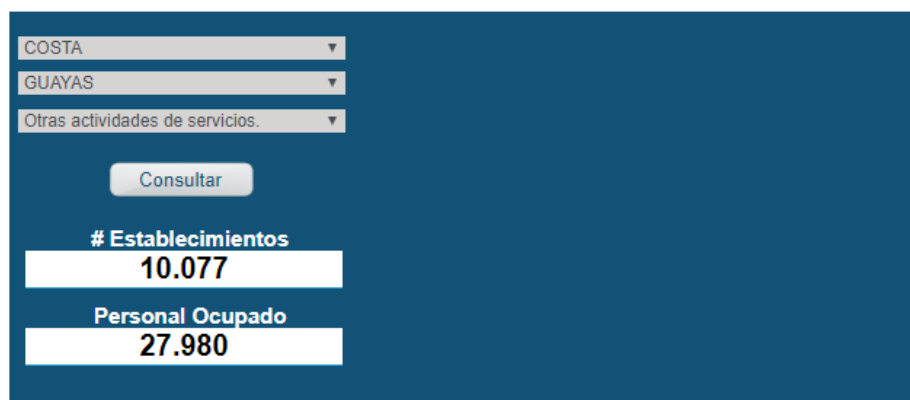 COSTA
GUAYAS
Otras actividades de servicios.
Consultar
# Establecimientos
10.077
Personal Ocupado
27.980